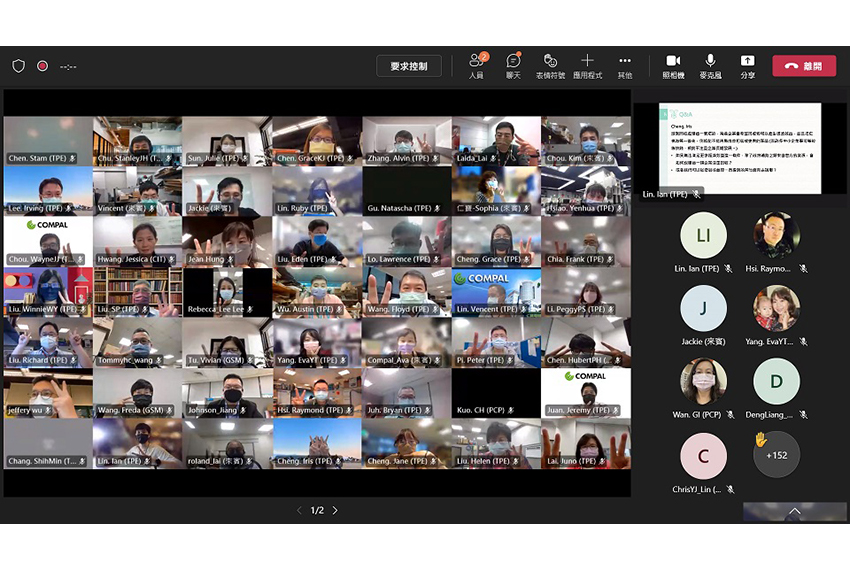 --:--
要求控制
2
人員
聊天
表情符號
應用程式
其他
照相機
麥克風
分享
離開
Chen. Stam (TPE)
Chu. StanleyJH (T...
Sun. Julie (TPE)
Chen. GraceKJ (TPE)
Zhang. Alvin (TPE)
Laida_Lai
Chou. Kim (來賓)
Lee. Irving (TPE)
Vincent (來賓)
Jackie (來賓)
Lin. Ruby (TPE)
Gu. Natascha (TPE)
仁寶-Sophia (來賓)
Hsiao. Yenhua (TPE)
COMPAL
Chou. WayneJJ (T...
Hwang. Jessica (CIT)
Jean Hung
Liu. Eden (TPE)
Lo. Lawrence (TPE)
Cheng. Grace (TPE)
Chia. Frank (TPE)
Liu. WinnieWY (TPE)
Liu. SP (TPE)
Rebecca_Lee Lee
Wu. Austin (TPE)
Wang. Floyd (TPE)
COMPAL
Lin. Vencent (TPE)
Li. PeggyPS (TPE)
Liu. Richard (TPE)
Tommyhc_wang
Tu. Vivian (GSM)
Yang. EvaYT (TPE)
Compal_Ava (來賓)
Pi. Peter (TPE)
Chen. HubertPH (...
jeffery wu
Wang. Freda (GSM)
Johnson_Jiang
Hsi. Raymond (TPE)
Juh. Bryan (TPE)
Kuo. CH (PCP)
COMPAL
Juan. Jeremy (TPE)
Chang. ShihMin (T...
Lin. Ian (TPE)
roland_lai (來賓)
Cheng. Iris (TPE)
Cheng. Jane (TPE)
Liu. Helen (TPE)
Lai. Juno (TPE)
1/2
QnA
Cheng. Iris
Lin. Ian (TPE)
LI
Lin. Ian (TPE)
Hsi. Raymo...
J
Jackie (來賓)
Yang. EvaYT...
Wan. GI (PCP)
D
DengLiang_...
C
ChrisYJ_Lin (...
+152